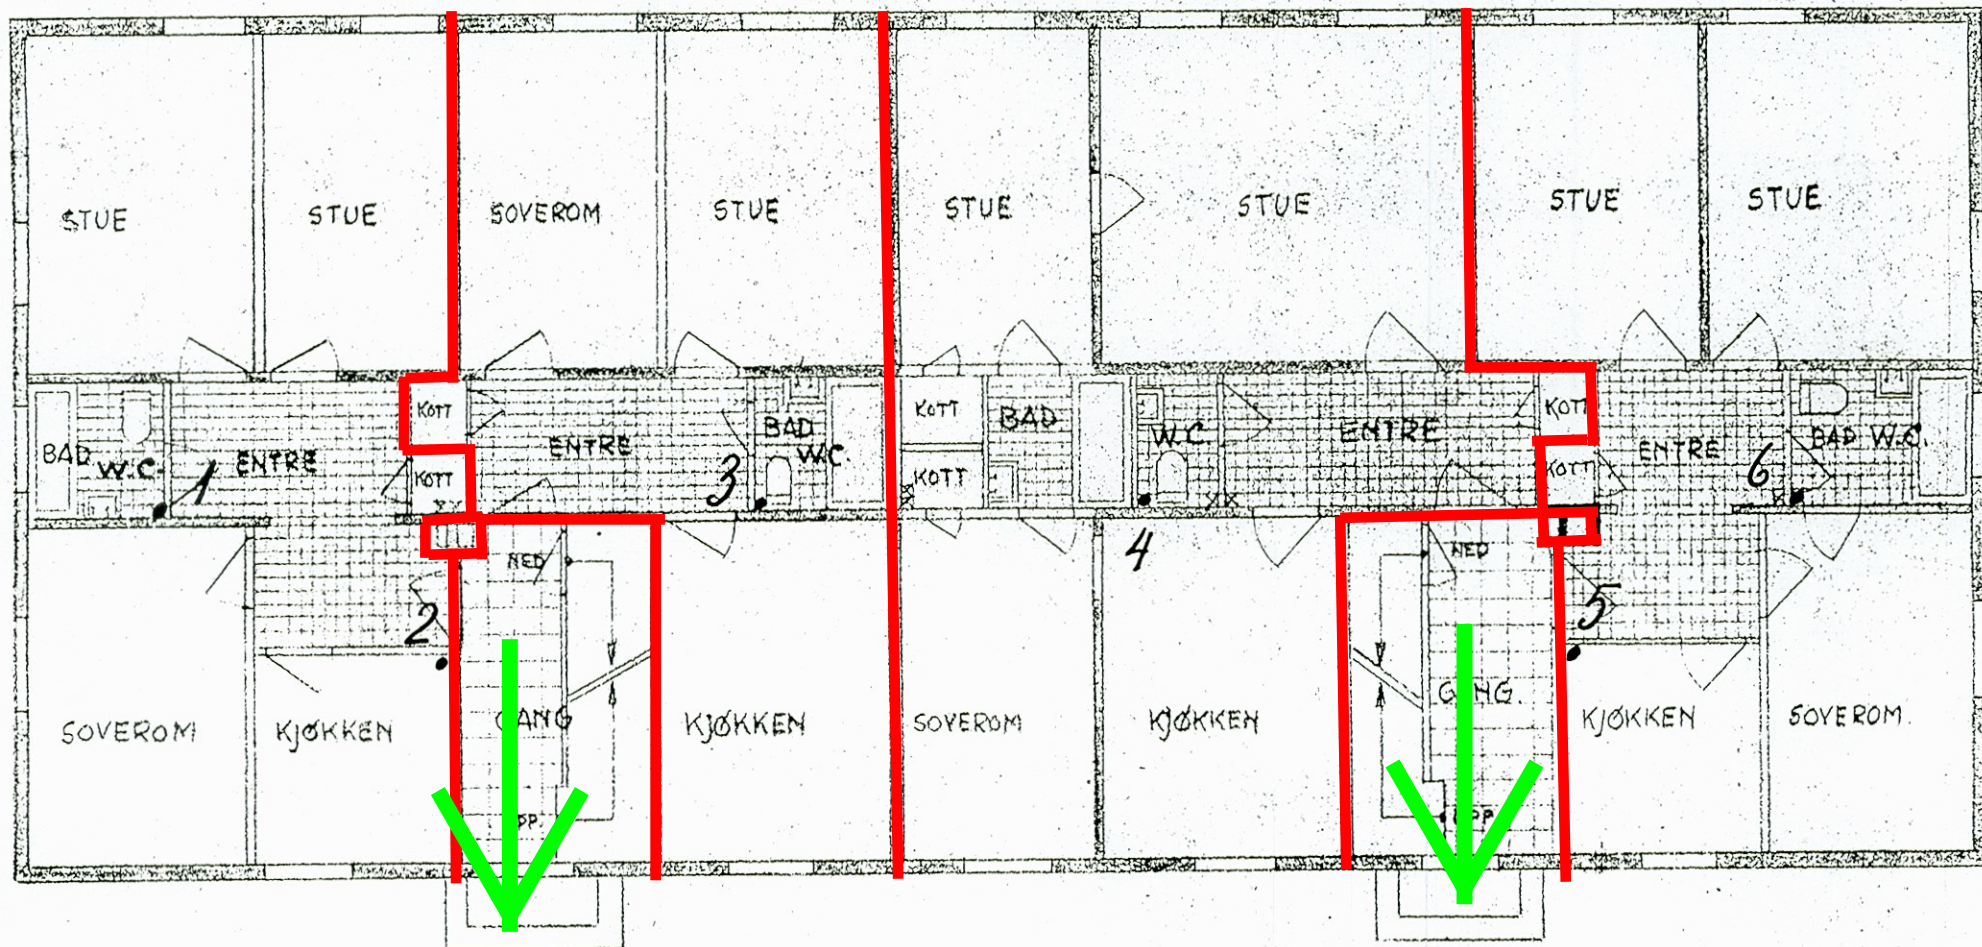 STUE
STUE
SOVEROM
STUE
STUE
STUE
STUE
STUE
KOTT
KOTT
BAD
W.C.
1
ENTRE
KOTT
ENTRE
3
BAD
W.C
KOTT
BAD
W.C.
ENTRE
KOTT
KOTT
ENTRE
6
BAD W.C.
NED
4
NED
2
5
SOVEROM
KJØKKEN
GANG
KJØKKEN
SOVEROM
KJØKKEN
GANG.
KJØKKEN
SOVEROM.
OPP.
OPP